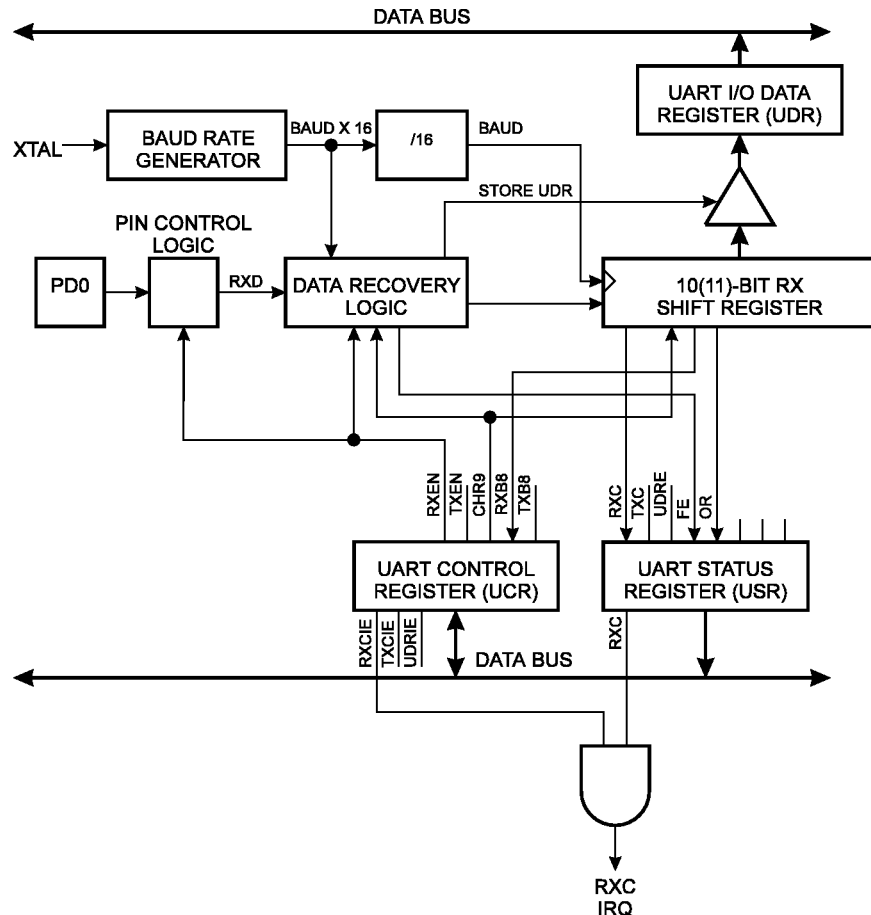 DATA BUS
UART I/O DATA
REGISTER (UDR)
XTAL
BAUD RATE
GENERATOR
BAUD X 16
/16
BAUD
STORE UDR
PIN CONTROL
LOGIC
PD0
RXD
DATA RECOVERY
LOGIC
10(11)-BIT RX
SHIFT REGISTER
RXEN
TXEN
CHR9
RXB8
TXB8
RXC
TXC
UDRE
FE
OR
UART CONTROL
REGISTER (UCR)
UART STATUS
REGISTER (USR)
RXCIE
TXCIE
UDRIE
RXC
DATA BUS
RXC
IRQ